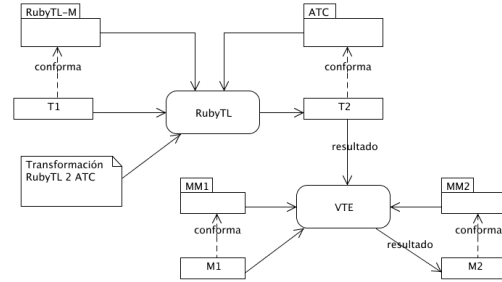 RubyTL-M
ATC
conforma
conforma
T1
RubyTL
T2
resultado
Transformación
RubyTL 2 ATC
MM1
MM2
VTE
conforma
conforma
resultado
M1
M2